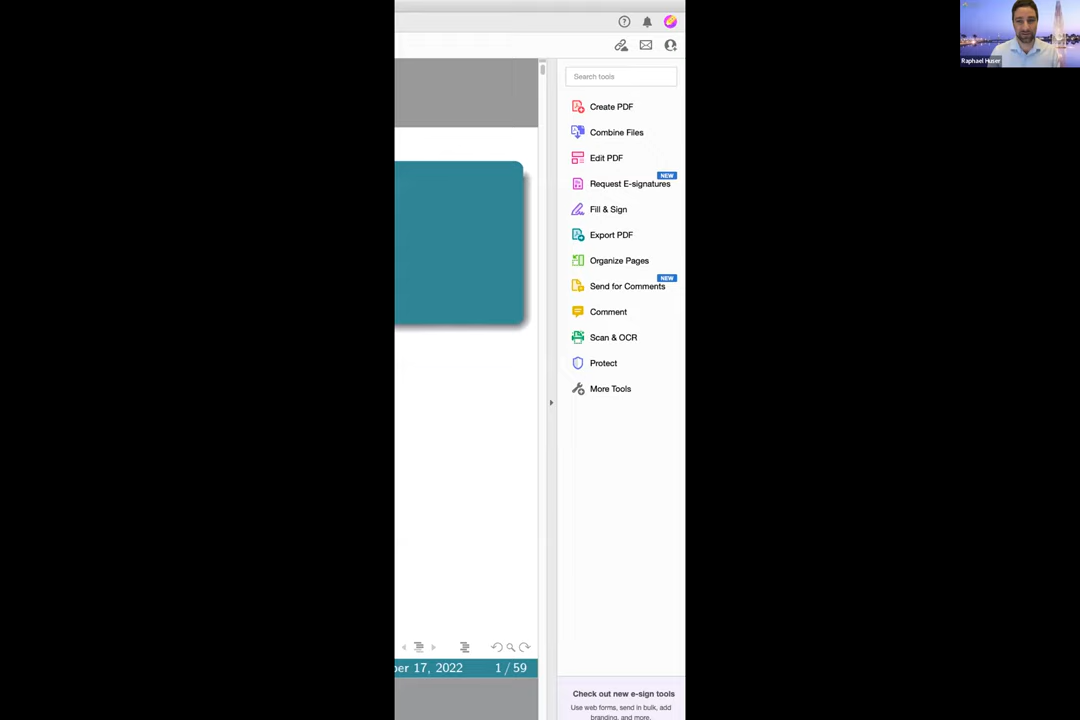 Raphael Huser
Search tools
Create PDF
Combine Files
Edit PDF
NEW
Request E-signatures
Fill & Sign
Export PDF
Organize Pages
NEW
Send for Comments
Comment
Scan & OCR
Protect
More Tools
ber 17, 2022
1 / 59
Check out new e-sign tools
Use web forms, send in bulk, add
branding, and more.